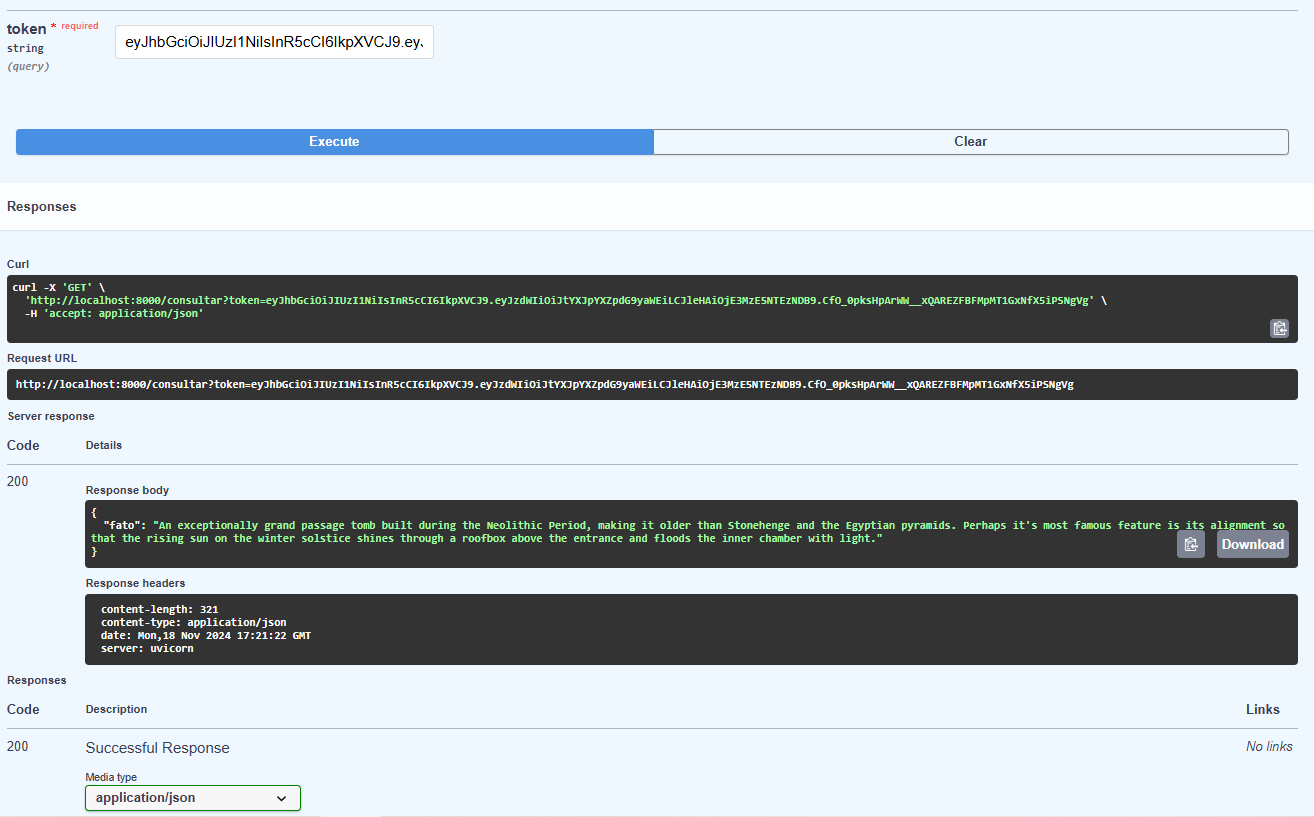 token * required
string
(query)
eyJhbGciOiJIUzI1NiIsInR5cCI6IkpXVCJ9.eyJ
Execute
Clear
Responses
Curl
curl -X 'GET' \
'http://localhost:8000/consultar?token=eyJhbGciOiJIUzI1NiIsInR5cCI6IkpXVCJ9.eyJzdWIiOiJtYXJpYXZpdG9yaWEiLCJleHAiOjE3MzE5NTEzNDB9.CfO_0pksHpArWW__xQAREZFBFMpMT1GxNfX5iPSNgVg' \
-H 'accept: application/json'
Request URL
http://localhost:8000/consultar?token=eyJhbGciOiJIUzI1NiIsInR5cCI6IkpXVCJ9.eyJzdWIiOiJtYXJpYXZpdG9yaWEiLCJleHAiOjE3MzE5NTEzNDB9.CfO_0pksHpArWW__xQAREZFBFMpMT1GxNfX5iPSNgVg
Server response
Code
Details
200
Response body
{
"fato": "An exceptionally grand passage tomb built during the Neolithic Period, making it older than Stonehenge and the Egyptian pyramids. Perhaps it's most famous feature is its alignment so
that the rising sun on the winter solstice shines through a roofbox above the entrance and floods the inner chamber with light."
}
Download
Response headers
content-length: 321
content-type: application/json
date: Mon,18 Nov 2024 17:21:22 GMT
server: uvicorn
Responses
Code
Description
Links
200
Successful Response
No links
Media type
application/json